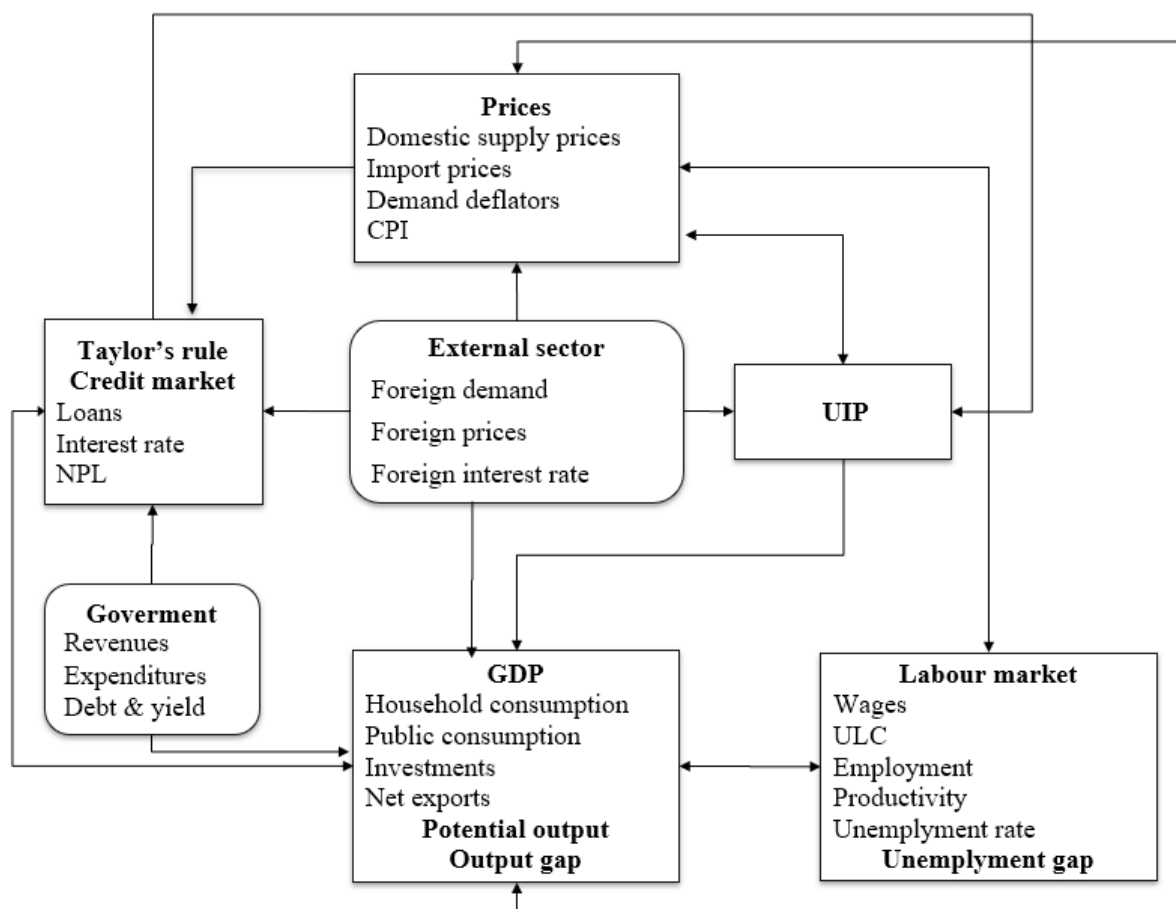 Prices
Domestic supply prices
Import prices
Demand deflators
CPI
Taylor's rule
Credit market
Loans
Interest rate
NPL
External sector
Foreign demand
Foreign prices
Foreign interest rate
UIP
Goverment
Revenues
Expenditures
Debt & yield
GDP
Household consumption
Public consumption
Investments
Net exports
Potential output
Output gap
Labour market
Wages
ULC
Employment
Productivity
Unemplyment rate
Unemplyment gap